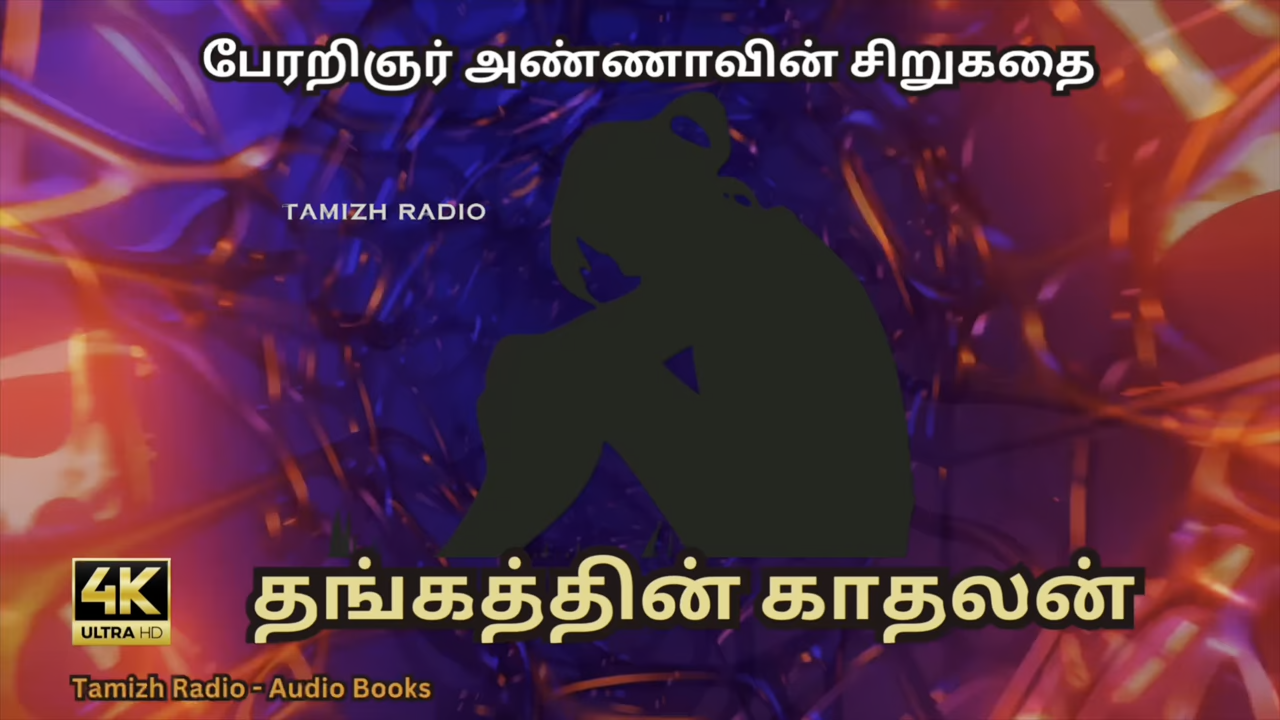 பேரறிஞர் அண்ணாவின் சிறுகதை
TAMIZH RADIO
4K
ULTRA HD
தங்கத்தின் காதலன்
Tamizh Radio - Audio Books